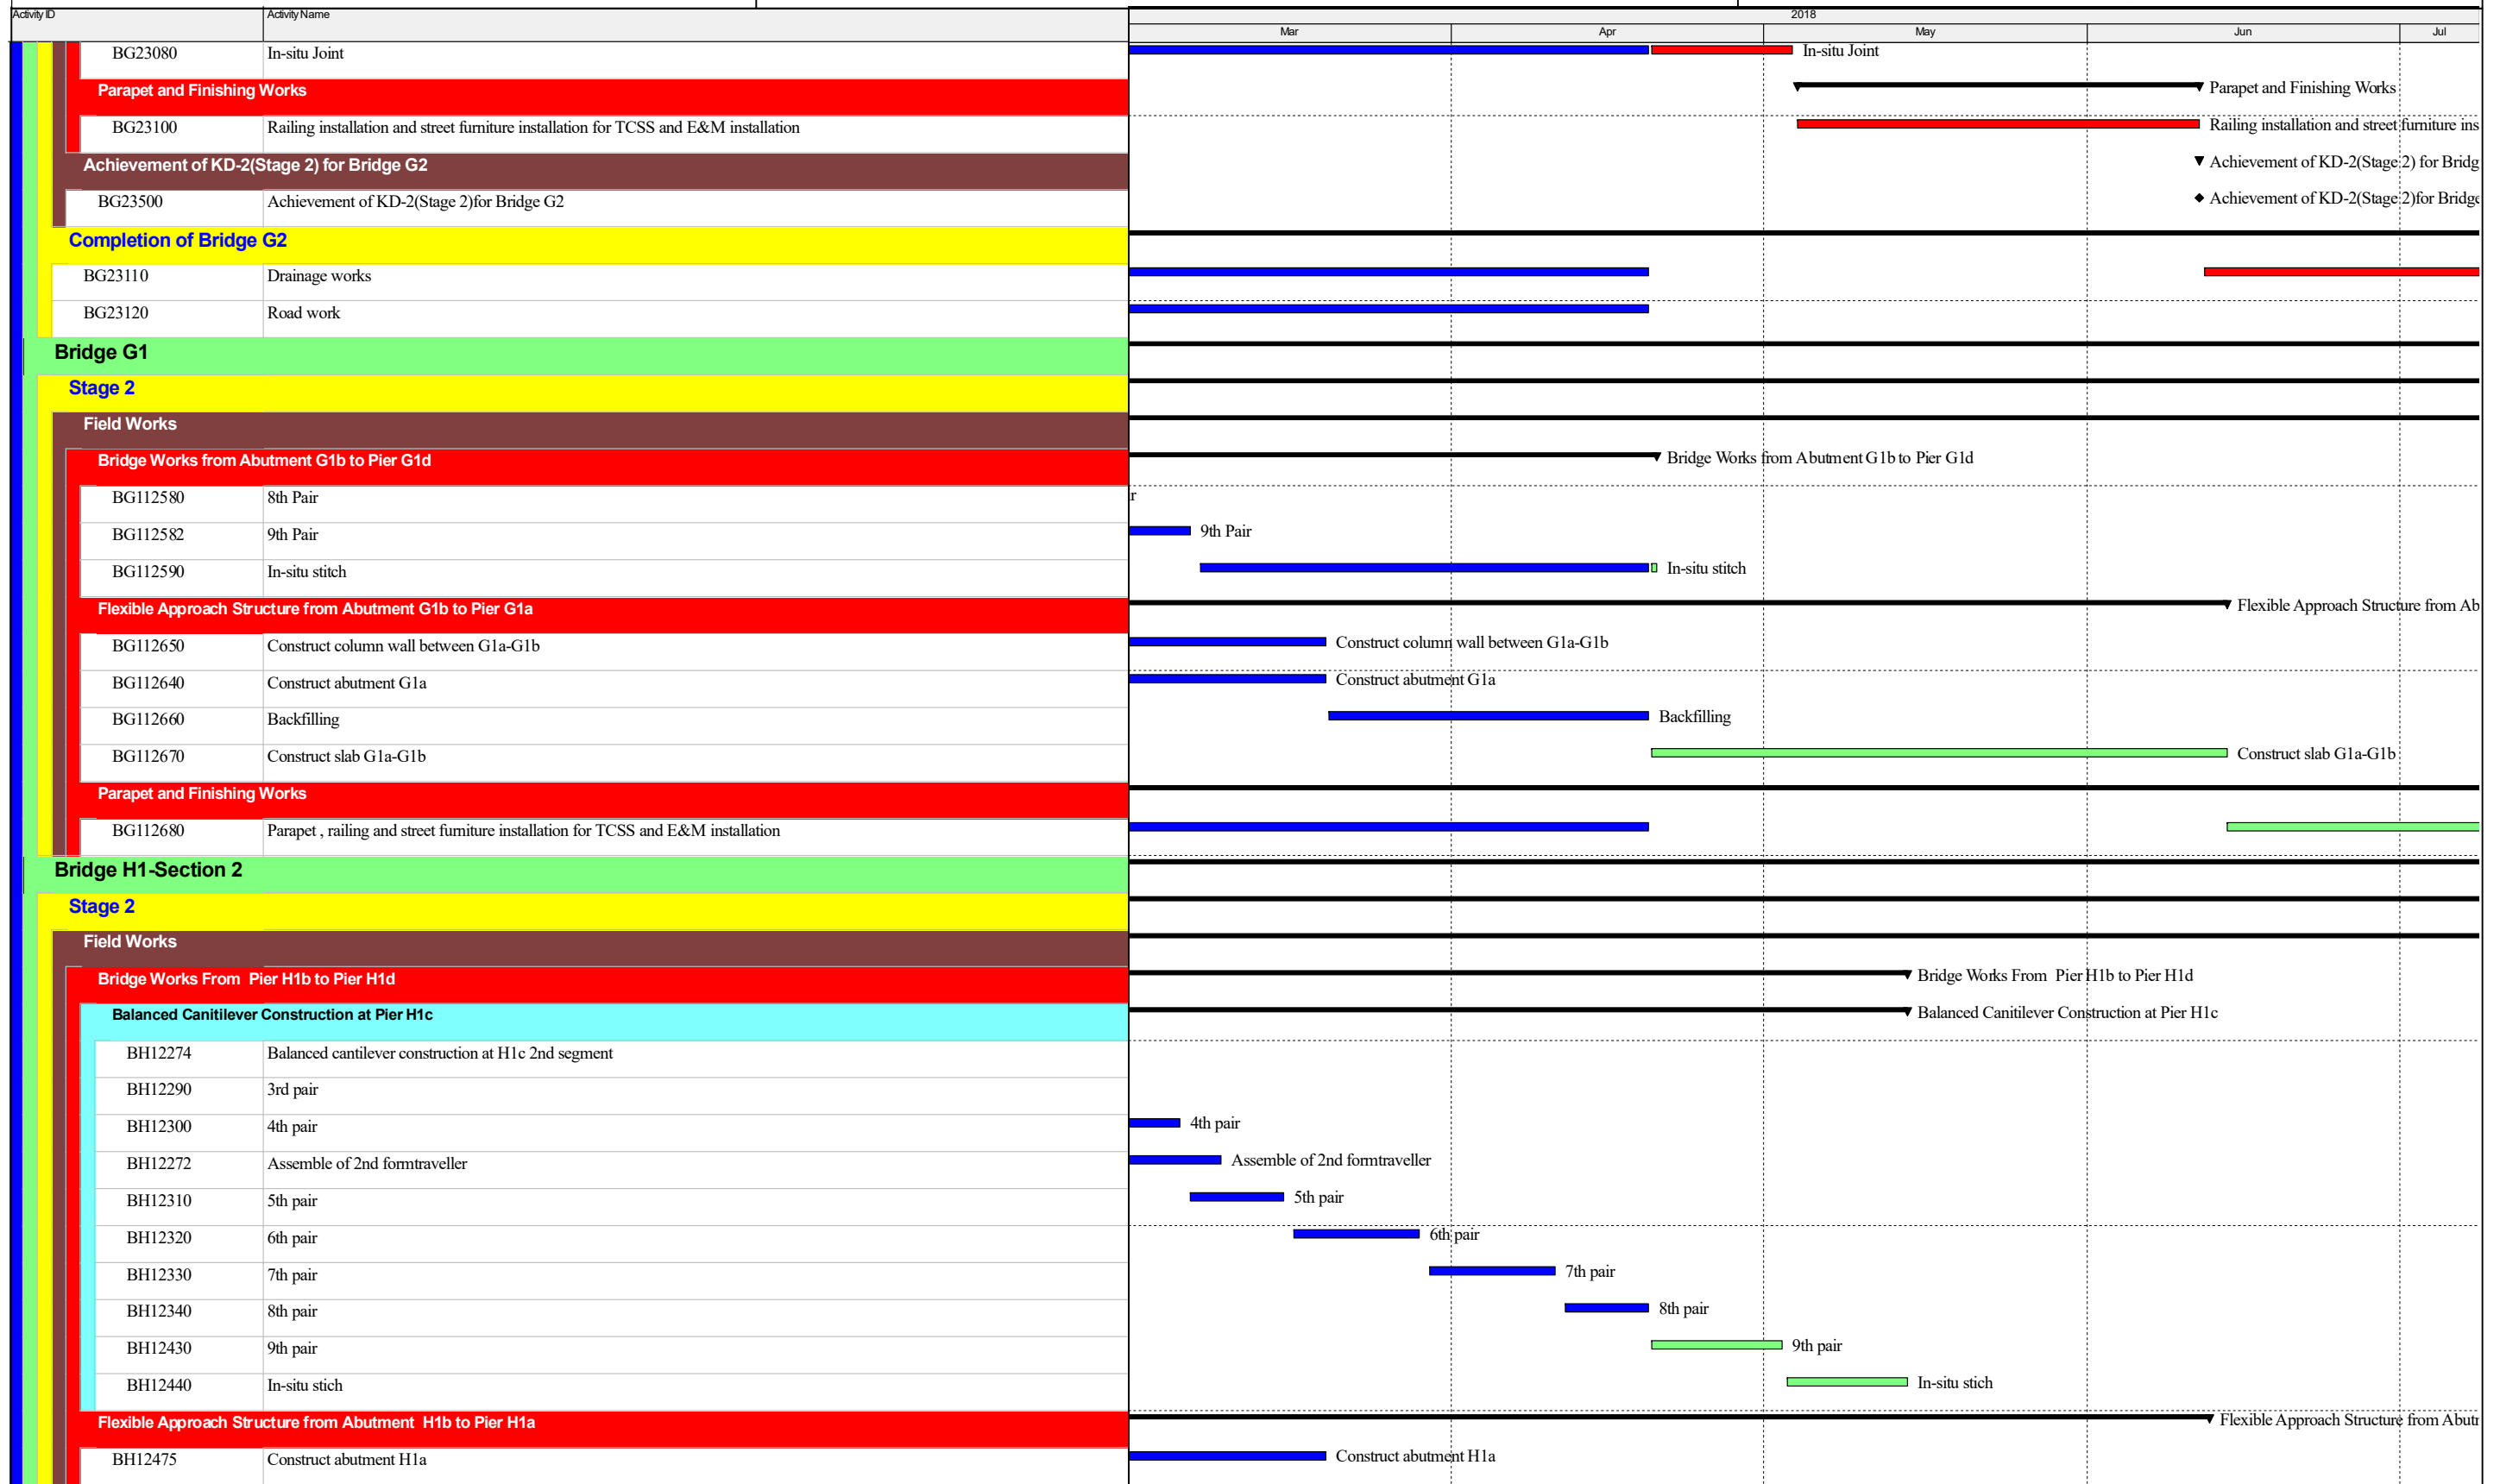 Activity ID Activity Name 2018
Mar Apr May Jun Jul
BG23080 In-situ Joint In-situ Joint
Parapet and Finishing Works Parapet and Finishing Works
BG23100 Railing installation and street furniture installation for TCSS and E&M installation Railing installation and street furniture ins
Achievement of KD-2(Stage 2) for Bridge G2 Achievement of KD-2(Stage 2) for Bridg
BG23500 Achievement of KD-2(Stage 2)for Bridge G2 Achievement of KD-2(Stage 2)for Bridge
Completion of Bridge G2
BG23110 Drainage works
BG23120 Road work
Bridge G1
Stage 2
Field Works
Bridge Works from Abutment G1b to Pier G1d Bridge Works from Abutment G1b to Pier G1d
BG112580 8th Pair r
BG112582 9th Pair 9th Pair
BG112590 In-situ stitch In-situ stitch
Flexible Approach Structure from Abutment G1b to Pier G1a Flexible Approach Structure from Ab
BG112650 Construct column wall between G1a-G1b Construct column wall between G1a-G1b
BG112640 Construct abutment G1a Construct abutment G1a
BG112660 Backfilling Backfilling
BG112670 Construct slab G1a-G1b Construct slab G1a-G1b
Parapet and Finishing Works
BG112680 Parapet , railing and street furniture installation for TCSS and E&M installation
Bridge H1-Section 2
Stage 2
Field Works
Bridge Works From Pier H1b to Pier H1d Bridge Works From Pier H1b to Pier H1d
Balanced Canitilever Construction at Pier H1c Balanced Canitilever Construction at Pier H1c
BH12274 Balanced cantilever construction at H1c 2nd segment
BH12290 3rd pair
BH12300 4th pair 4th pair
BH12272 Assemble of 2nd formtraveller Assemble of 2nd formtraveller
BH12310 5th pair 5th pair
BH12320 6th pair 6th pair
BH12330 7th pair 7th pair
BH12340 8th pair 8th pair
BH12430 9th pair 9th pair
BH12440 In-situ stich In-situ stich
Flexible Approach Structure from Abutment H1b to Pier H1a Flexible Approach Structure from Abut
BH12475 Construct abutment H1a Construct abutment H1a